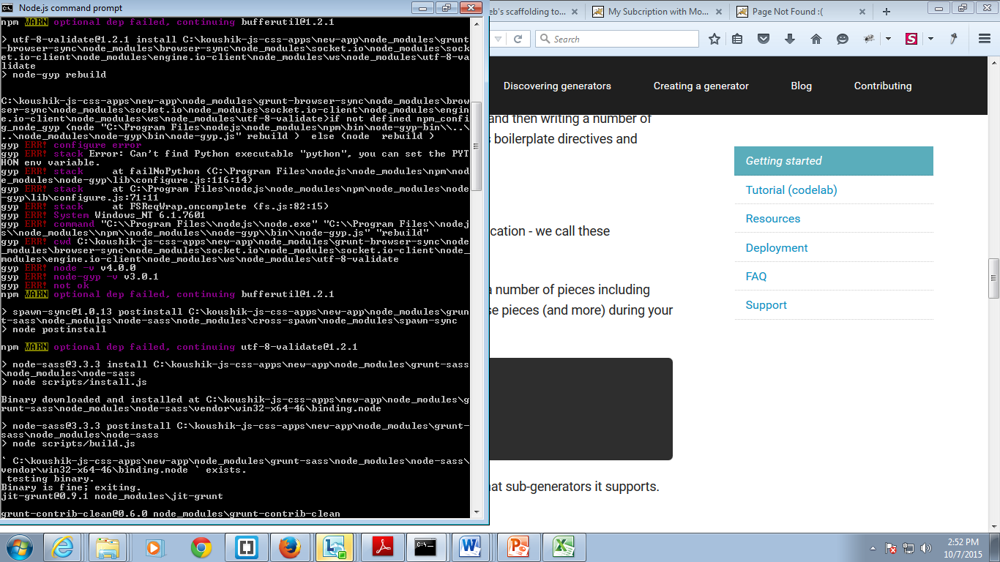 Node.js command prompt
npm WARN optional dep failed, continuing bufferutil@1.2.1
> utf-8-validate@1.2.1 install C:\koushik-js-css-apps\new-app\node_modules\grunt
-browser-sync\node_modules\browser-sync\node_modules\socket.io\node_modules\sock
et.io-client\node_modules\engine.io-client\node_modules\ws\node_modules\utf-8-va
lidate
> node-gyp rebuild
C:\koushik-js-css-apps\new-app\node_modules\grunt-browser-sync\node_modules\brow
ser-sync\node_modules\socket.io\node_modules\socket.io-client\node_modules\engin
e.io-client\node_modules\ws\node_modules\utf-8-validate>if not defined npm_confi
g_node_gyp (node "C:\Program Files\nodejs\node_modules\npm\bin\node-gyp-bin\\..\
..\node_modules\node-gyp\bin\node-gyp.js" rebuild )  else (node  rebuild )
gyp ERR! configure error
gyp ERR! stack Error: Can't find Python executable "python", you can set the PYT
HON env variable.
gyp ERR! stack     at failNoPython (C:\Program Files\nodejs\node_modules\npm\nod
e_modules\node-gyp\lib\configure.js:116:14)
gyp ERR! stack     at C:\Program Files\nodejs\node_modules\npm\node_modules\node
-gyp\lib\configure.js:71:11
gyp ERR! stack     at FSReqWrap.oncomplete (fs.js:82:15)
gyp ERR! System Windows_NT 6.1.7601
gyp ERR! command "C:\\Program Files\\nodejs\\node.exe" "C:\\Program Files\\nodej
s\\node_modules\\npm\\node_modules\\node-gyp\\bin\\node-gyp.js" "rebuild"
gyp ERR! cwd C:\koushik-js-css-apps\new-app\node_modules\grunt-browser-sync\node
_modules\browser-sync\node_modules\socket.io\node_modules\socket.io-client\node_
modules\engine.io-client\node_modules\ws\node_modules\utf-8-validate
gyp ERR! node -v v4.0.0
gyp ERR! node-gyp -v v3.0.1
gyp ERR! not ok
npm WARN optional dep failed, continuing bufferutil@1.2.1
> spawn-sync@1.0.13 postinstall C:\koushik-js-css-apps\new-app\node_modules\grun
t-sass\node_modules\node-sass\node_modules\cross-spawn\node_modules\spawn-sync
> node postinstall
npm WARN optional dep failed, continuing utf-8-validate@1.2.1
> node-sass@3.3.3 install C:\koushik-js-css-apps\new-app\node_modules\grunt-sass
\node_modules\node-sass
> node scripts/install.js
Binary downloaded and installed at C:\koushik-js-css-apps\new-app\node_modules\g
runt-sass\node_modules\node-sass\vendor\win32-x64-46\binding.node
> node-sass@3.3.3 postinstall C:\koushik-js-css-apps\new-app\node_modules\grunt-
sass\node_modules\node-sass
> node scripts/build.js
` C:\koushik-js-css-apps\new-app\node_modules\grunt-sass\node_modules\node-sass\
vendor\win32-x64-46\binding.node ` exists.
 testing binary.
Binary is fine; exiting.
jit-grunt@0.9.1 node_modules\jit-grunt
grunt-contrib-clean@0.6.0 node_modules\grunt-contrib-clean
eb's scaffolding to...
My Subcription with Mo...
Page Not Found :(
Search
Discovering generators
Creating a generator
Blog
Contributing
and then writing a number of
boilerplate directives and
ication - we call these
a number of pieces including
se pieces (and more) during your
at sub-generators it supports.
Getting started
Tutorial (codelab)
Resources
Deployment
FAQ
Support
2:52 PM
10/7/2015